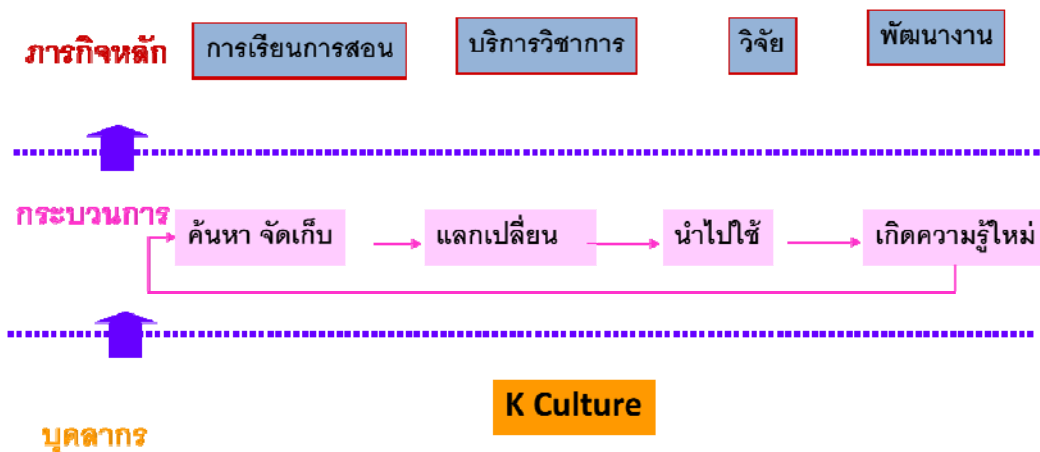 ภารกิจหลัก
การเรียนการสอน
บริการวิชาการ
วิจัย
พัฒนางาน
กระบวนการ
ค้นหา จัดเก็บ
แลกเปลี่ยน
นำไปใช้
เกิดความรู้ใหม่
K Culture
บุคลากร